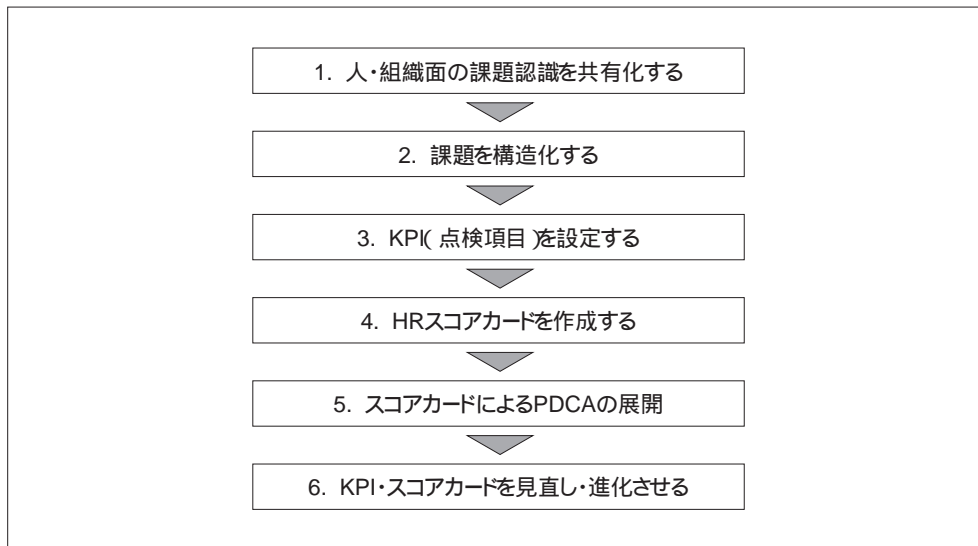 1. 人・組織面の課題認識を共有化する
2. 課題を構造化する
3. KPI(点検項目)を設定する
4. HRスコアカードを作成する
5. スコアカードによるPDCAの展開
6. KPI・スコアカードを見直し・進化させる